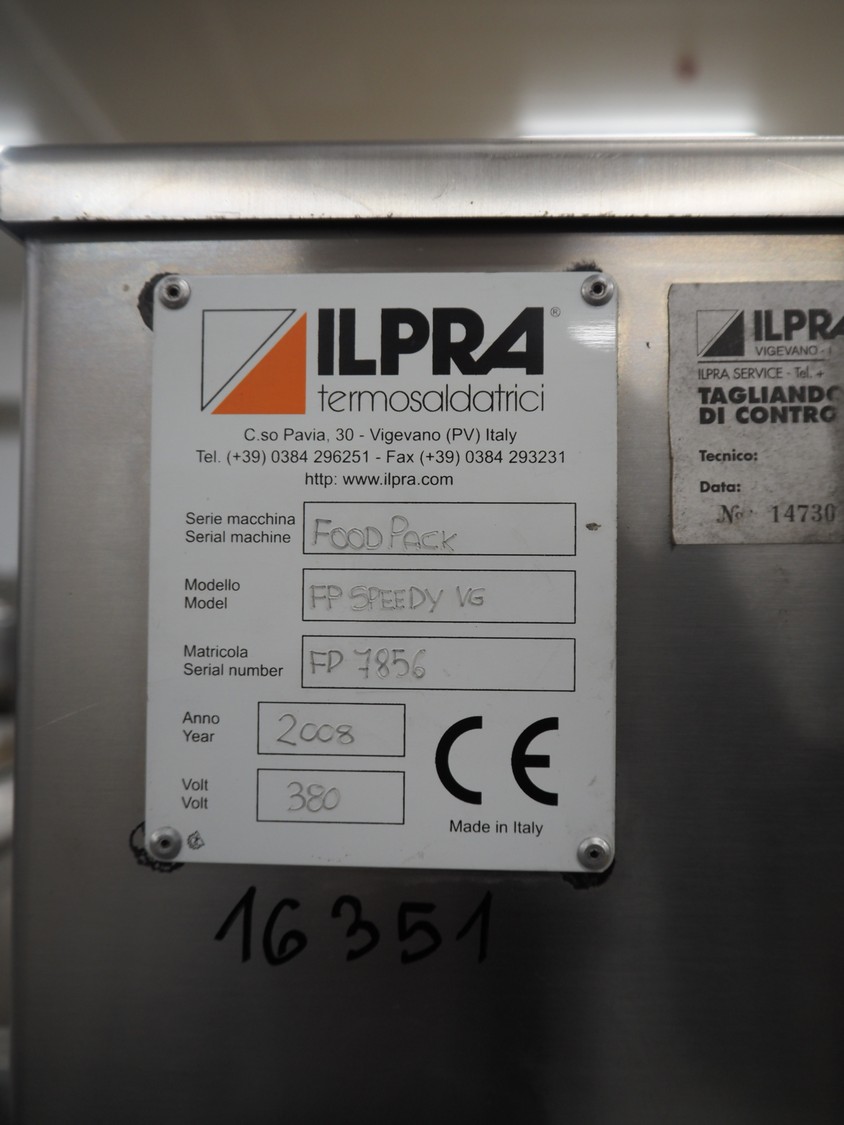 ILPRA®
termosaldatrici
C.so Pavia, 30 - Vigevano (PV) Italy
Tel. (+39) 0384 296251 - Fax (+39) 0384 293231
http: www.ilpra.com
Serie macchina
Serial machine
FOOD PACK
Modello
Model
FP SPEEDY VG
Matricola
Serial number
FD 7856
Anno
Year
2008
Volt
Volt
380
CE
Made in Italy
16351
ILPRA
VIGEVANO -
ILPRA SERVICE - Tel. +
TAGLIANDO
DI CONTRO
Tecnico:
Data:
No 14730